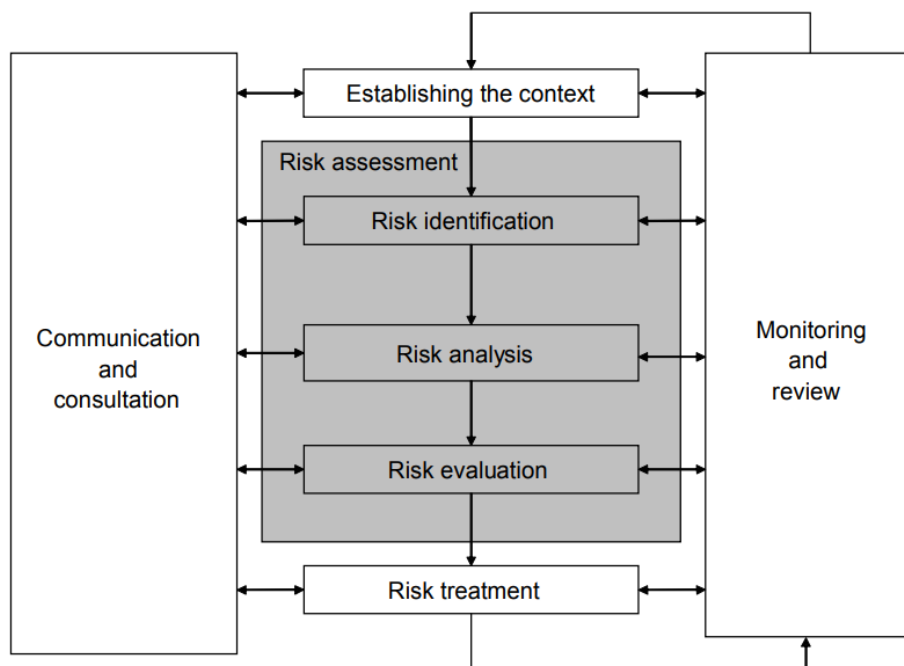 Establishing the context
Risk assessment
Risk identification
Communication
and
consultation
Risk analysis
Monitoring
and
review
Risk evaluation
Risk treatment